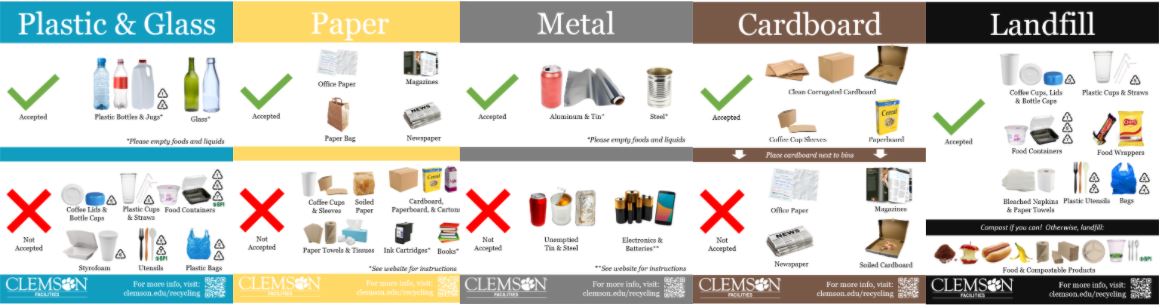 Plastic & Glass
Accepted
Plastic Bottles & Jugs*
Glass*
*Please empty foods and liquids
Not
Accepted
Coffee Lids &
Bottle Caps
Plastic Cups
& Straws
Food Containers
Styrofoam
Utensils
Plastic Bags
CLEMSON
FACILITIES
For more info, visit:
clemson.edu/recycling
Paper
Accepted
Office Paper
Magazines
Paper Bag
NEWS
Newspaper
Not
Accepted
Coffee Cups
& Sleeves
Soiled
Paper
Cereal
Cardboard,
Paperboard, & Cartons
Paper Towels & Tissues
Ink Cartridges*
Books*
*See website for instructions
CLEMSON
FACILITIES
For more info, visit:
clemson.edu/recycling
Metal
Accepted
Aluminum & Tin*
Steel*
*Please empty foods and liquids
Not
Accepted
Unemptied
Tin & Steel
Electronics &
Batteries**
**See website for instructions
CLEMSON
FACILITIES
For more info, visit:
clemson.edu/recycling
Cardboard
Accepted
Clean Corrugated Cardboard
Coffee Cup Sleeves
Cereal
Paperboard
Place cardboard next to bins
Not
Accepted
Office Paper
Magazines
NEWS
Newspaper
Soiled Cardboard
CLEMSON
FACILITIES
For more info, visit:
clemson.edu/recycling
Landfill
Accepted
Coffee Cups, Lids
& Bottle Caps
Plastic Cups & Straws
Food Containers
Food Wrappers
Bleached Napkins
& Paper Towels
Plastic Utensils
Bags
Compost if you can! Otherwise, landfill:
Food & Compostable Products
CLEMSON
FACILITIES
For more info, visit:
clemson.edu/recycling